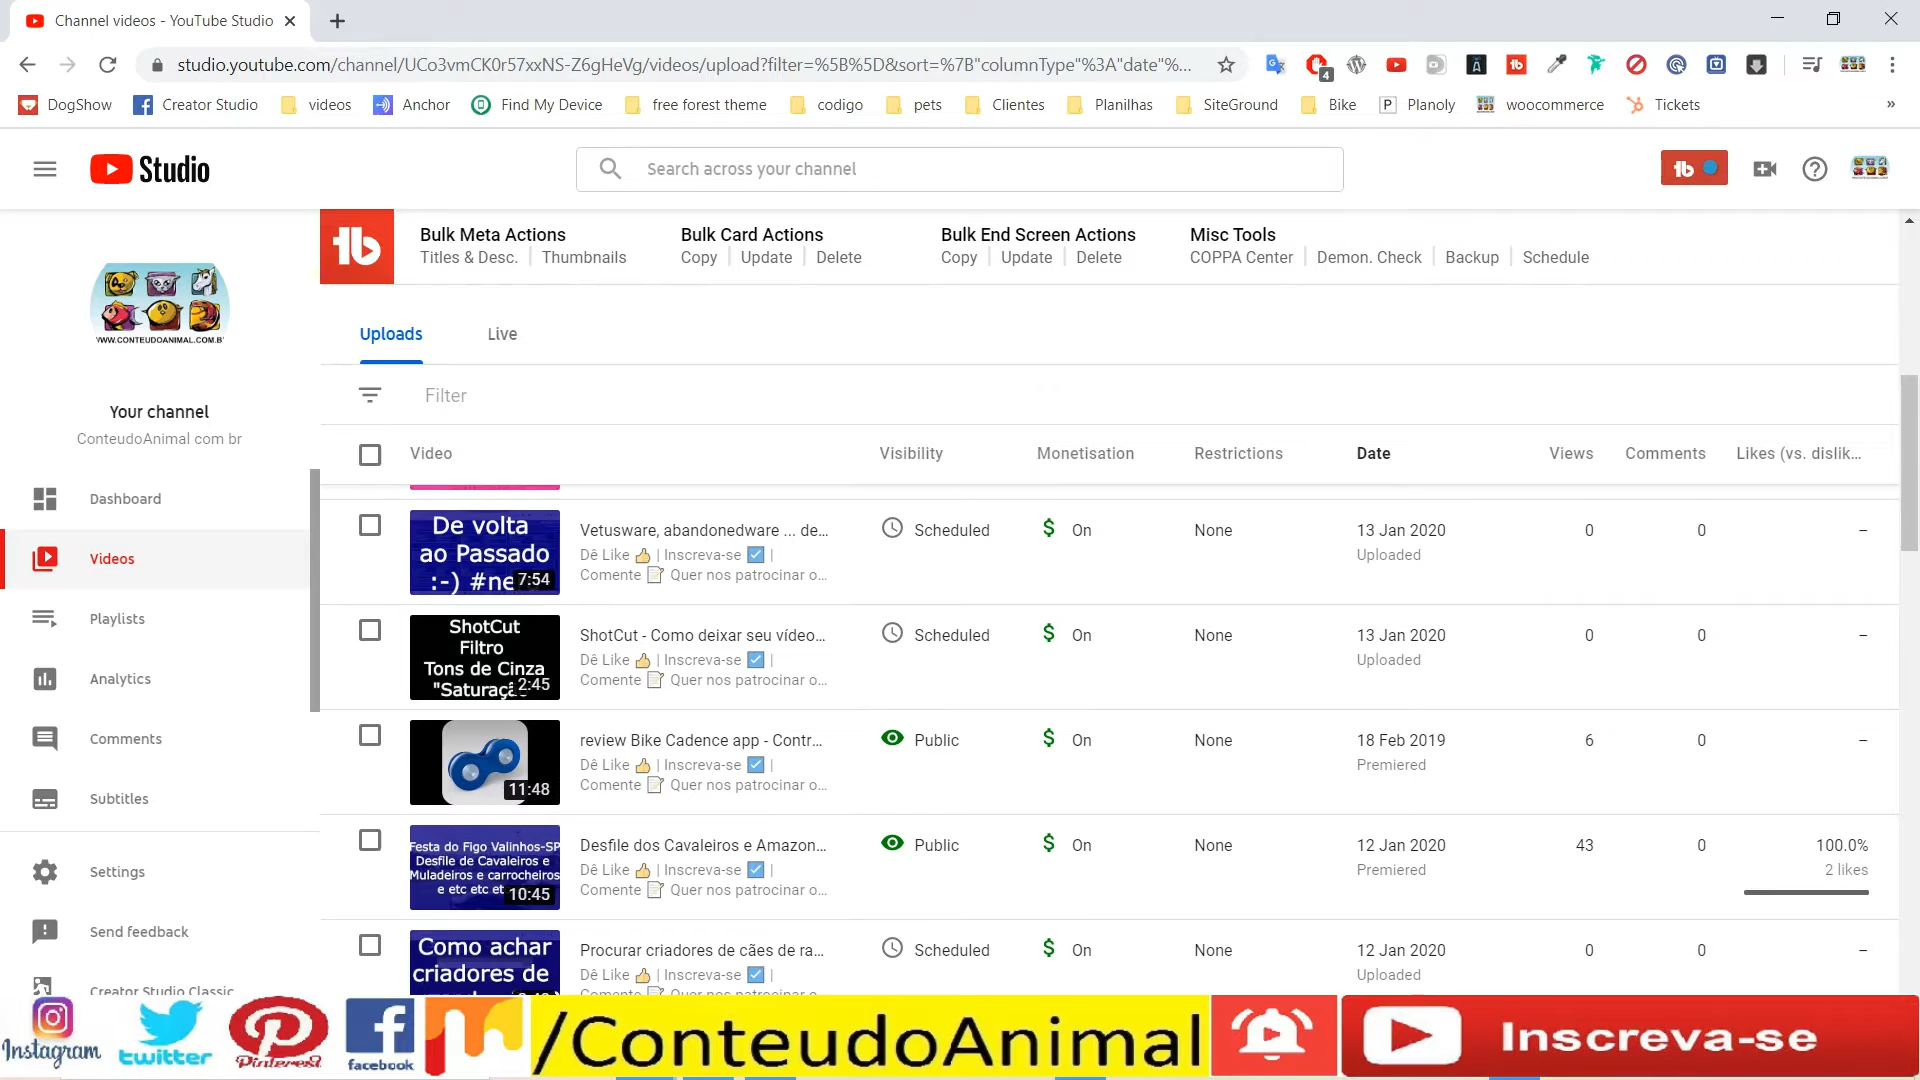 Channel videos - YouTube Studio
studio.youtube.com/channel/UCo3vmCK0r57xxNS-Z6gHeVg/videos/upload?filter=%5B%5D&sort=%7B"columnType"%3A"date"%...
4
DogShow
Creator Studio
videos
Anchor
Find My Device
free forest theme
codigo
pets
Clientes
Planilhas
SiteGround
Bike
Planoly
woocommerce
Tickets
»
Studio
Search across your channel
tb
tb
Bulk Meta Actions
Titles & Desc. | Thumbnails
Bulk Card Actions
Copy | Update | Delete
Bulk End Screen Actions
Copy | Update | Delete
Misc Tools
COPPA Center | Demon. Check | Backup | Schedule
WWW.CONTEUDOANIMAL.COM.B
Your channel
ConteudoAnimal com br
Dashboard
Videos
Playlists
Analytics
Comments
Subtitles
Settings
Send feedback
Creator Studio Classic
Uploads
Live
Filter
Video Visibility Monetisation Restrictions Date Views Comments Likes (vs. dislik...
De volta
ao Passado
:-) #ne
7:54
Vetusware, abandonedware ... de... Scheduled $ On None 13 Jan 2020 0 0 –
Dê Like 👍 | Inscreva-se ☑ | Uploaded
Comente 📝 Quer nos patrocinar o...
ShotCut
Filtro
Tons de Cinza
"Saturaçã
2:45
ShotCut - Como deixar seu vídeo... Scheduled $ On None 13 Jan 2020 0 0 –
Dê Like 👍 | Inscreva-se ☑ | Uploaded
Comente 📝 Quer nos patrocinar o...
11:48
review Bike Cadence app - Contr... Public $ On None 18 Feb 2019 6 0 –
Dê Like 👍 | Inscreva-se ☑ | Premiered
Comente 📝 Quer nos patrocinar o...
Festa do Figo Valinhos-SP
Desfile de Cavaleiros e
Muladeiros e carrocheiros
e etc etc et
10:45
Desfile dos Cavaleiros e Amazon... Public $ On None 12 Jan 2020 43 0 100.0%
Dê Like 👍 | Inscreva-se ☑ | Premiered 2 likes
Comente 📝 Quer nos patrocinar o...
Como achar
criadores de
Procurar criadores de cães de ra... Scheduled $ On None 12 Jan 2020 0 0 –
Dê Like 👍 | Inscreva-se ☑ | Uploaded
Comente 📝 Quer nos patrocinar o...
Instagram
twitter
Pinterest
facebook
/ConteudoAnimal
Inscreva-se